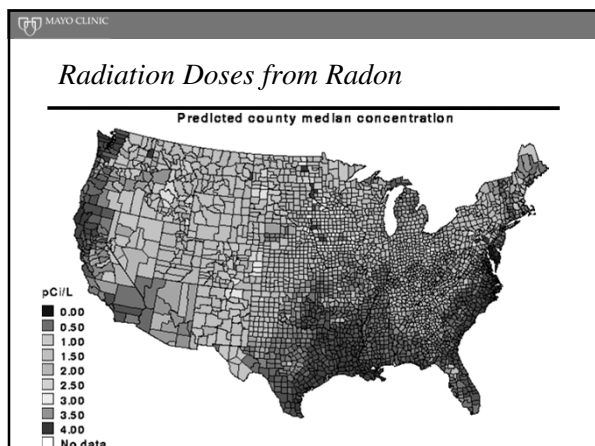 MAYO CLINIC
Radiation Doses from Radon
Predicted county median concentration
pCi/L
0.00
0.50
1.00
1.50
2.00
2.50
3.00
3.50
4.00
No data